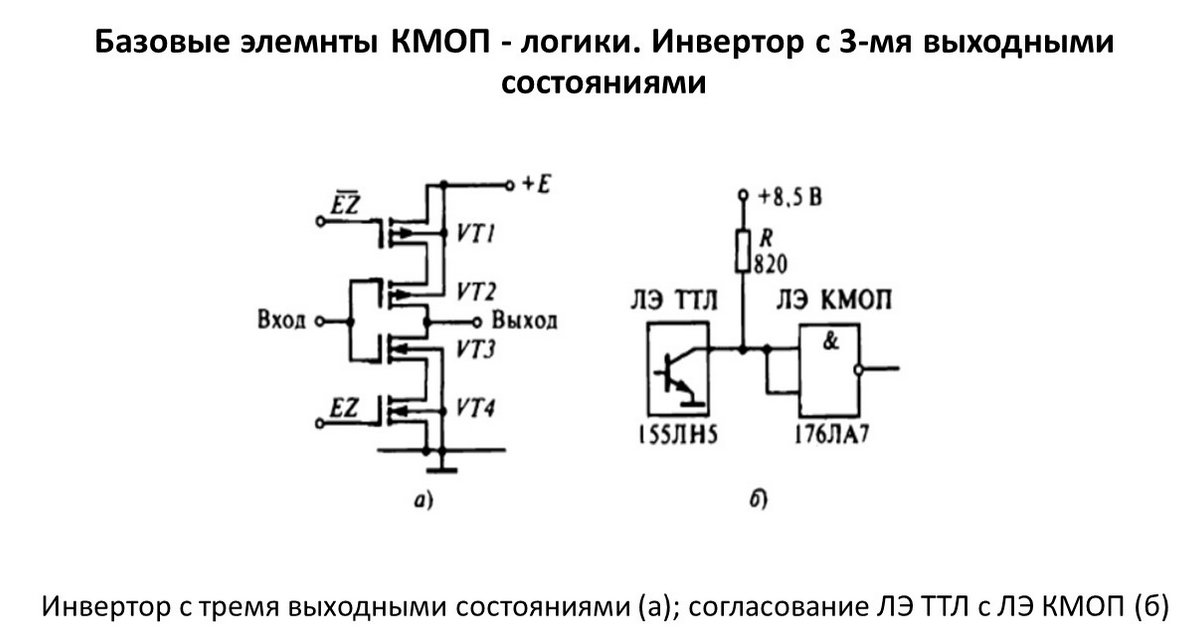 Базовые элемнты КМОП - логики. Инвертор с 3-мя выходными
состояниями
E̅Z̅
+E
VT1
VT2
Вход
Выход
VT3
EZ
VT4
а)
+8,5 В
R
820
ЛЭ ТТЛ
ЛЭ КМОП
&
155ЛН5
176ЛА7
б)
Инвертор с тремя выходными состояниями (а); согласование ЛЭ ТТЛ с ЛЭ КМОП (б)